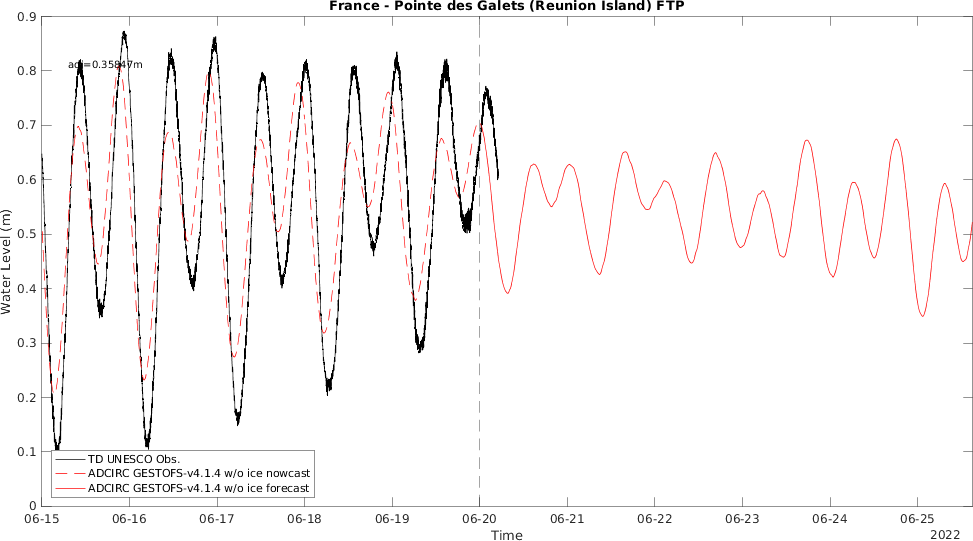 France - Pointe des Galets (Reunion Island) FTP
0.9
0.8
0.7
0.6
0.5
0.4
0.3
0.2
0.1
0
Water Level (m)
adj=0.35847m
TD UNESCO Obs.
ADCIRC GESTOFS-v4.1.4 w/o ice nowcast
ADCIRC GESTOFS-v4.1.4 w/o ice forecast
06-15 06-16 06-17 06-18 06-19 06-20 06-21 06-22 06-23 06-24 06-25
Time
2022